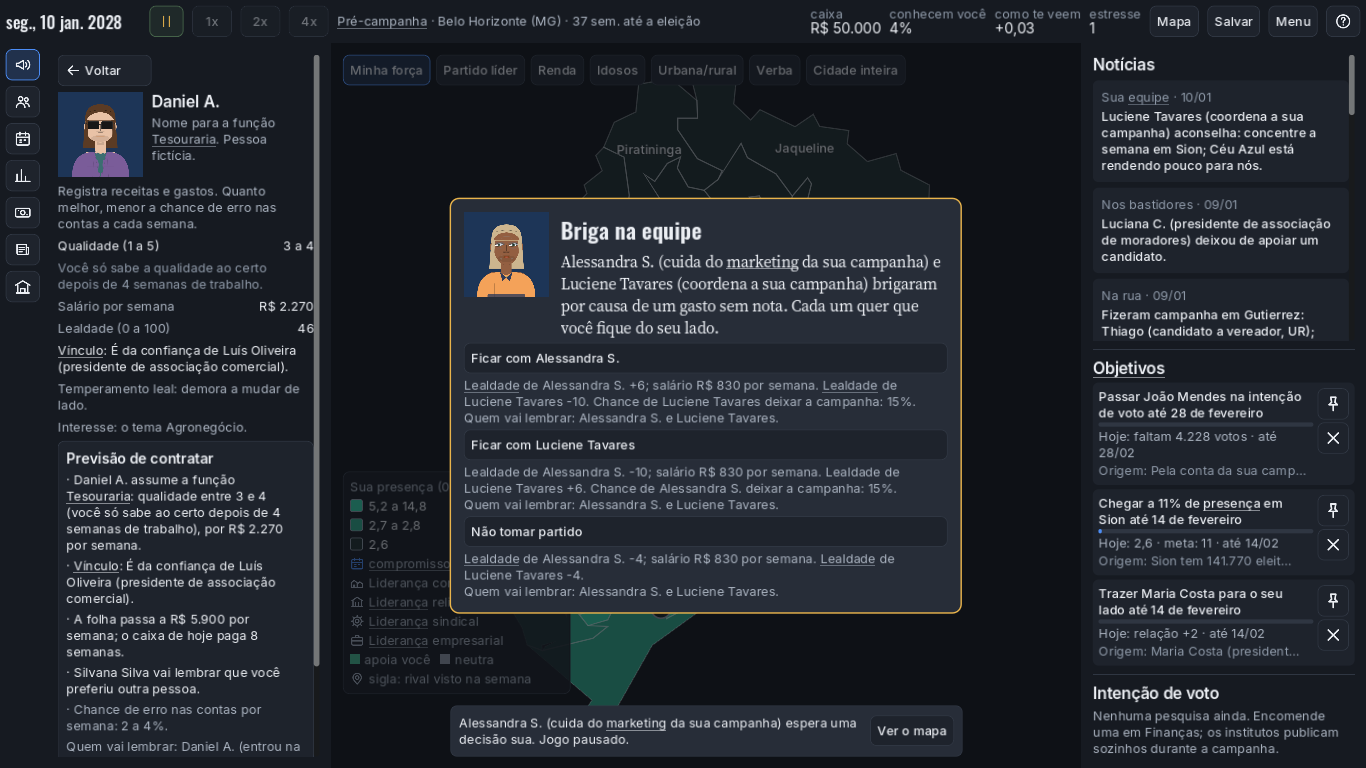 seg., 10 jan. 2028
1x
2x
4x
Pré-campanha · Belo Horizonte (MG) · 37 sem. até a eleição
caixa
R$ 50.000
conhecem você
4%
como te veem
+0,03
estresse
1
Mapa
Salvar
Menu
Voltar
Daniel A.
Nome para a função
Tesouraria. Pessoa
fictícia.
Registra receitas e gastos. Quanto
melhor, menor a chance de erro nas
contas a cada semana.
Qualidade (1 a 5) 3 a 4
Você só sabe a qualidade ao certo
depois de 4 semanas de trabalho.
Salário por semana R$ 2.270
Lealdade (0 a 100) 46
Vínculo: É da confiança de Luís Oliveira
(presidente de associação comercial).
Temperamento leal: demora a mudar de
lado.
Interesse: o tema Agronegócio.
Previsão de contratar
· Daniel A. assume a função
Tesouraria: qualidade entre 3 e 4
(você só sabe ao certo depois de 4
semanas de trabalho), por R$ 2.270
por semana.
· Vínculo: É da confiança de Luís
Oliveira (presidente de associação
comercial).
· A folha passa a R$ 5.900 por
semana; o caixa de hoje paga 8
semanas.
· Silvana Silva vai lembrar que você
preferiu outra pessoa.
· Chance de erro nas contas por
semana: 2 a 4%.
Quem vai lembrar: Daniel A. (entrou na
Minha força
Partido líder
Renda
Idosos
Urbana/rural
Verba
Cidade inteira
Piratininga
Jaqueline
Briga na equipe
Alessandra S. (cuida do marketing da sua campanha) e
Luciene Tavares (coordena a sua campanha) brigaram
por causa de um gasto sem nota. Cada um quer que
você fique do seu lado.
Ficar com Alessandra S.
Lealdade de Alessandra S. +6; salário R$ 830 por semana. Lealdade de
Luciene Tavares -10. Chance de Luciene Tavares deixar a campanha: 15%.
Quem vai lembrar: Alessandra S. e Luciene Tavares.
Ficar com Luciene Tavares
Lealdade de Alessandra S. -10; salário R$ 830 por semana. Lealdade de
Luciene Tavares +6. Chance de Alessandra S. deixar a campanha: 15%.
Quem vai lembrar: Alessandra S. e Luciene Tavares.
Não tomar partido
Lealdade de Alessandra S. -4; salário R$ 830 por semana. Lealdade de
Luciene Tavares -4.
Quem vai lembrar: Alessandra S. e Luciene Tavares.
Sua presença (0
5,2 a 14,8
2,7 a 2,8
2,6
compromisso
Liderança co
Liderança reli
Liderança sindical
Liderança empresarial
apoia você
neutra
sigla: rival visto na semana
Alessandra S. (cuida do marketing da sua campanha) espera uma
decisão sua. Jogo pausado.
Ver o mapa
Notícias
Sua equipe · 10/01
Luciene Tavares (coordena a sua
campanha) aconselha: concentre a
semana em Sion; Céu Azul está
rendendo pouco para nós.
Nos bastidores · 09/01
Luciana C. (presidente de associação
de moradores) deixou de apoiar um
candidato.
Na rua · 09/01
Fizeram campanha em Gutierrez:
Thiago (candidato a vereador, UR);
Objetivos
Passar João Mendes na intenção
de voto até 28 de fevereiro
Hoje: faltam 4.228 votos · até
28/02
Origem: Pela conta da sua camp...
Chegar a 11% de presença em
Sion até 14 de fevereiro
Hoje: 2,6 · meta: 11 · até 14/02
Origem: Sion tem 141.770 eleit...
Trazer Maria Costa para o seu
lado até 14 de fevereiro
Hoje: relação +2 · até 14/02
Origem: Maria Costa (president...
Intenção de voto
Nenhuma pesquisa ainda. Encomende
uma em Finanças; os institutos publicam
sozinhos durante a campanha.